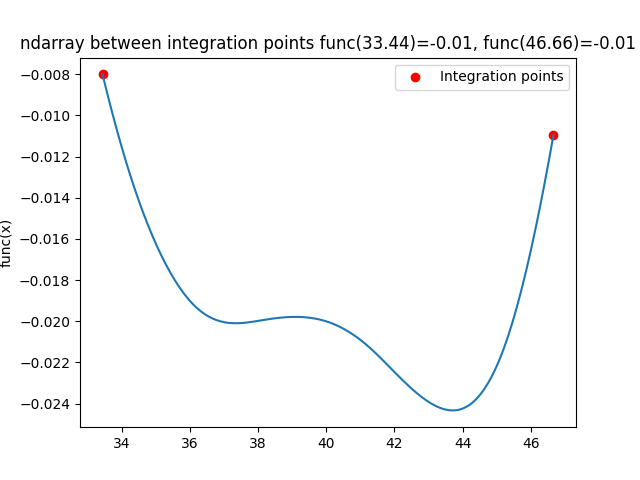 ndarray between integration points func(33.44)=-0.01, func(46.66)=-0.01
Integration points
func(x)
−0.008
−0.010
−0.012
−0.014
−0.016
−0.018
−0.020
−0.022
−0.024
34 36 38 40 42 44 46